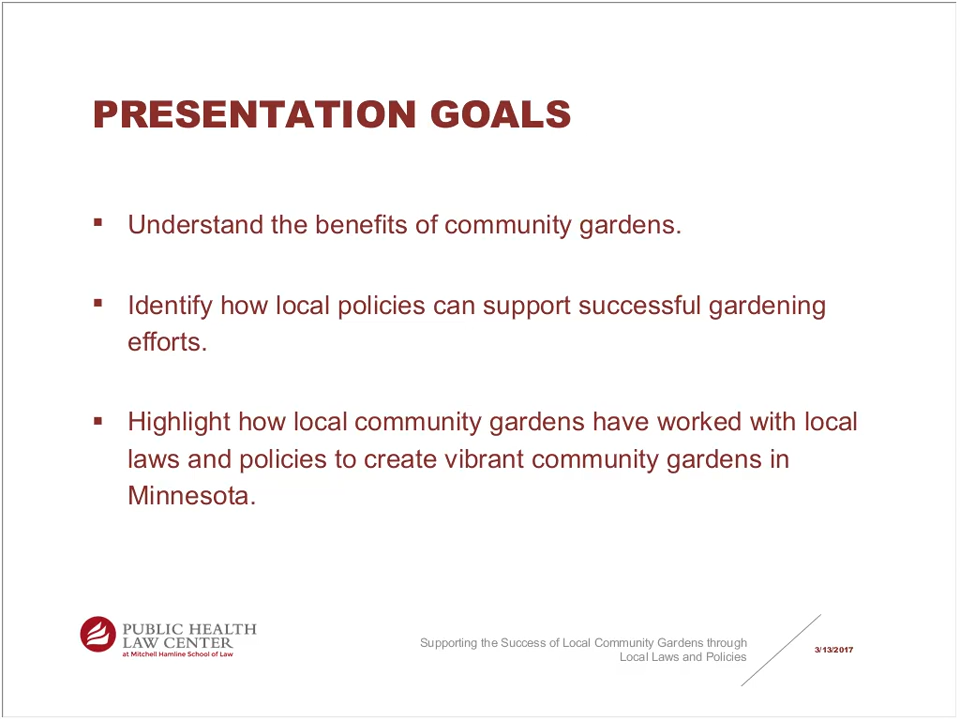 PRESENTATION GOALS
▪ Understand the benefits of community gardens.
▪ Identify how local policies can support successful gardening
efforts.
▪ Highlight how local community gardens have worked with local
laws and policies to create vibrant community gardens in
Minnesota.
PUBLIC HEALTH
LAW CENTER
at Mitchell Hamline School of Law
Supporting the Success of Local Community Gardens through
Local Laws and Policies
3/13/2017